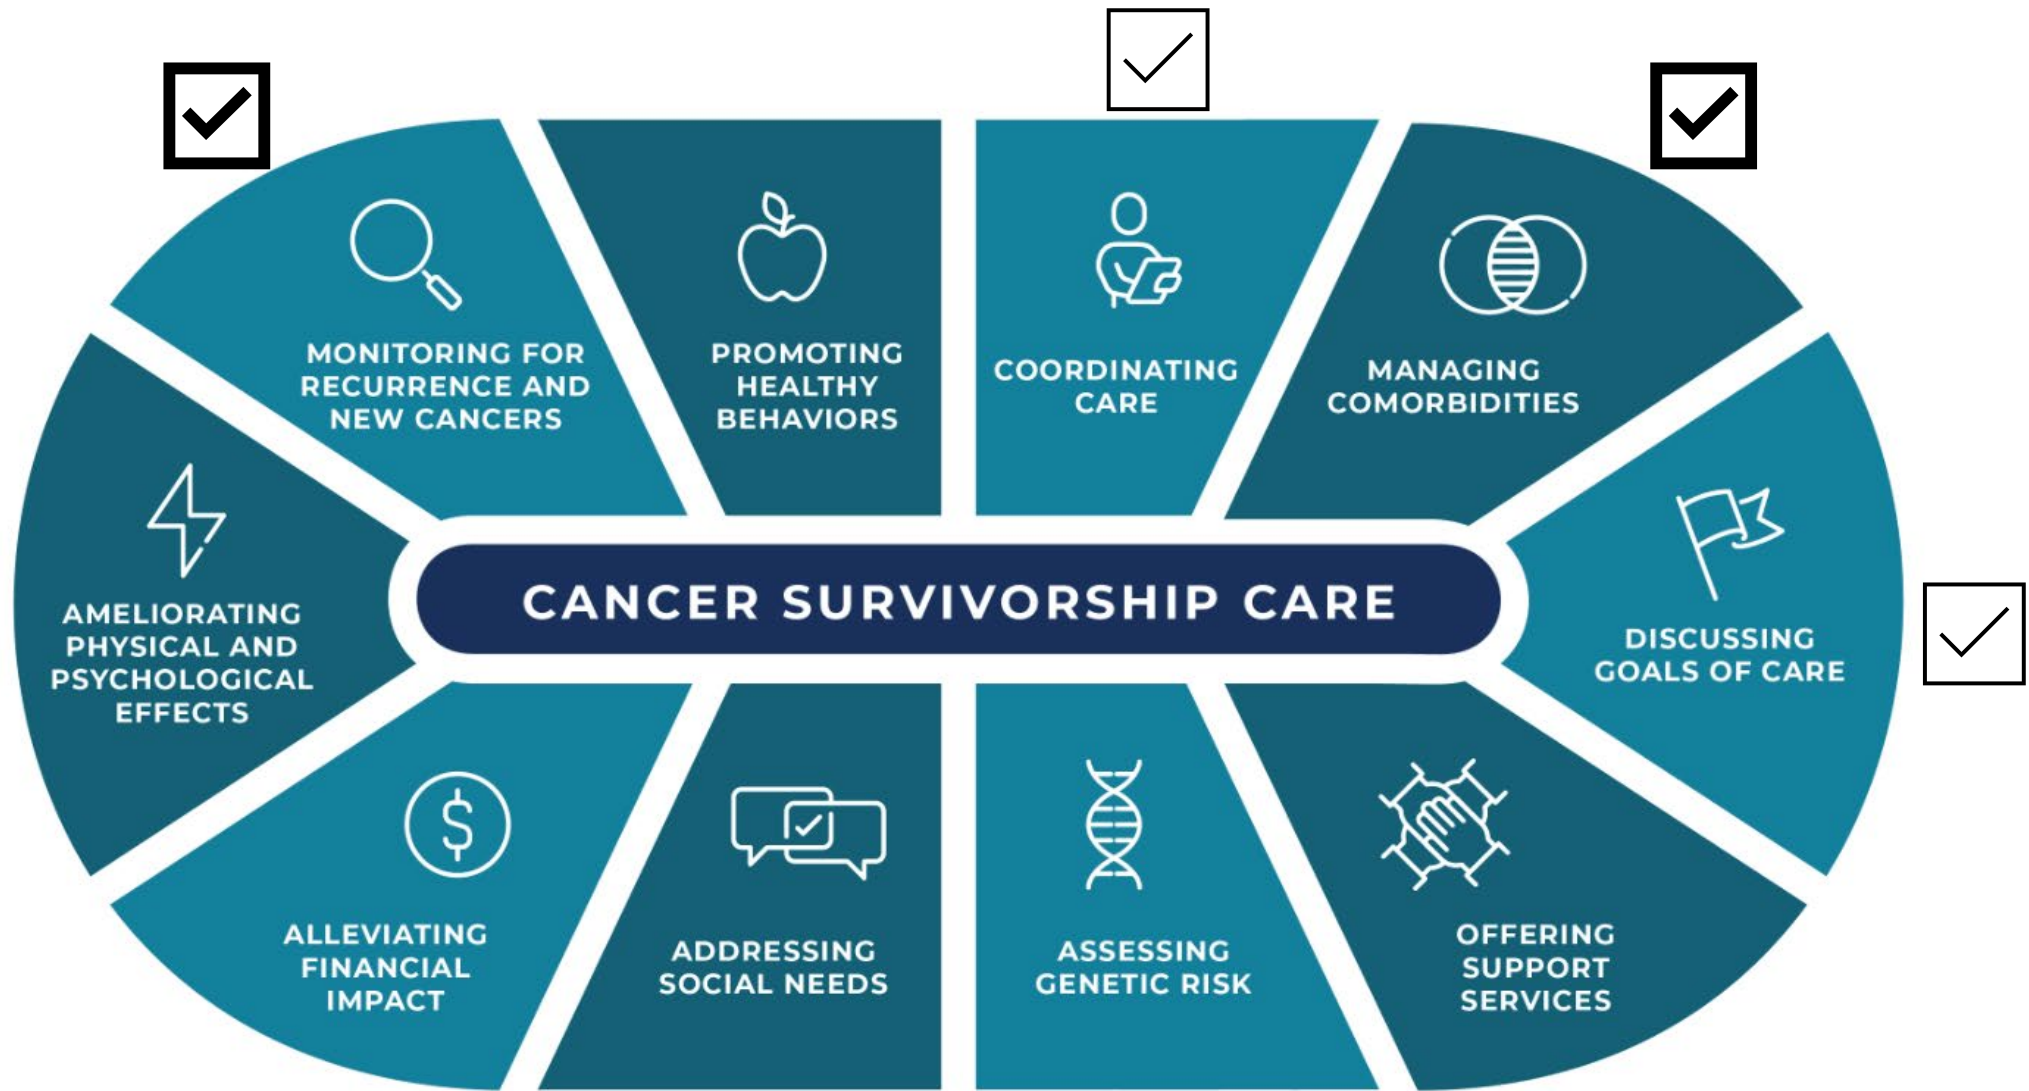 MONITORING FOR
RECURRENCE AND
NEW CANCERS
PROMOTING
HEALTHY
BEHAVIORS
COORDINATING
CARE
MANAGING
COMORBIDITIES
AMELIORATING
PHYSICAL AND
PSYCHOLOGICAL
EFFECTS
CANCER SURVIVORSHIP CARE
DISCUSSING
GOALS OF CARE
ALLEVIATING
FINANCIAL
IMPACT
ADDRESSING
SOCIAL NEEDS
ASSESSING
GENETIC RISK
OFFERING
SUPPORT
SERVICES